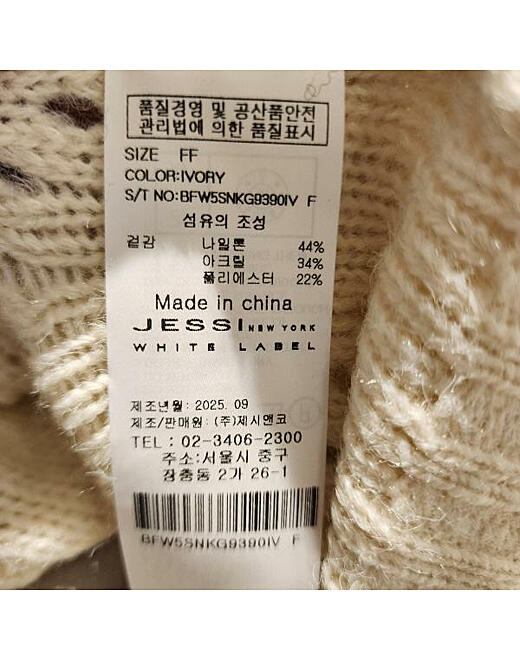 품질경영 및 공산품안전
관리법에 의한 품질표시
SIZE FF
COLOR:IVORY
S/T NO:BFW5SNKG9390IV F
섬유의 조성
겉감 나일론 44%
아크릴 34%
폴리에스터 22%
Made in china
JESSI NEW YORK
WHITE LABEL
제조년월: 2025. 09
제조/판매원: (주)제시앤코
TEL : 02-3406-2300
주소:서울시 중구
장충동 2가 26-1
BFW5SNKG9390IV F